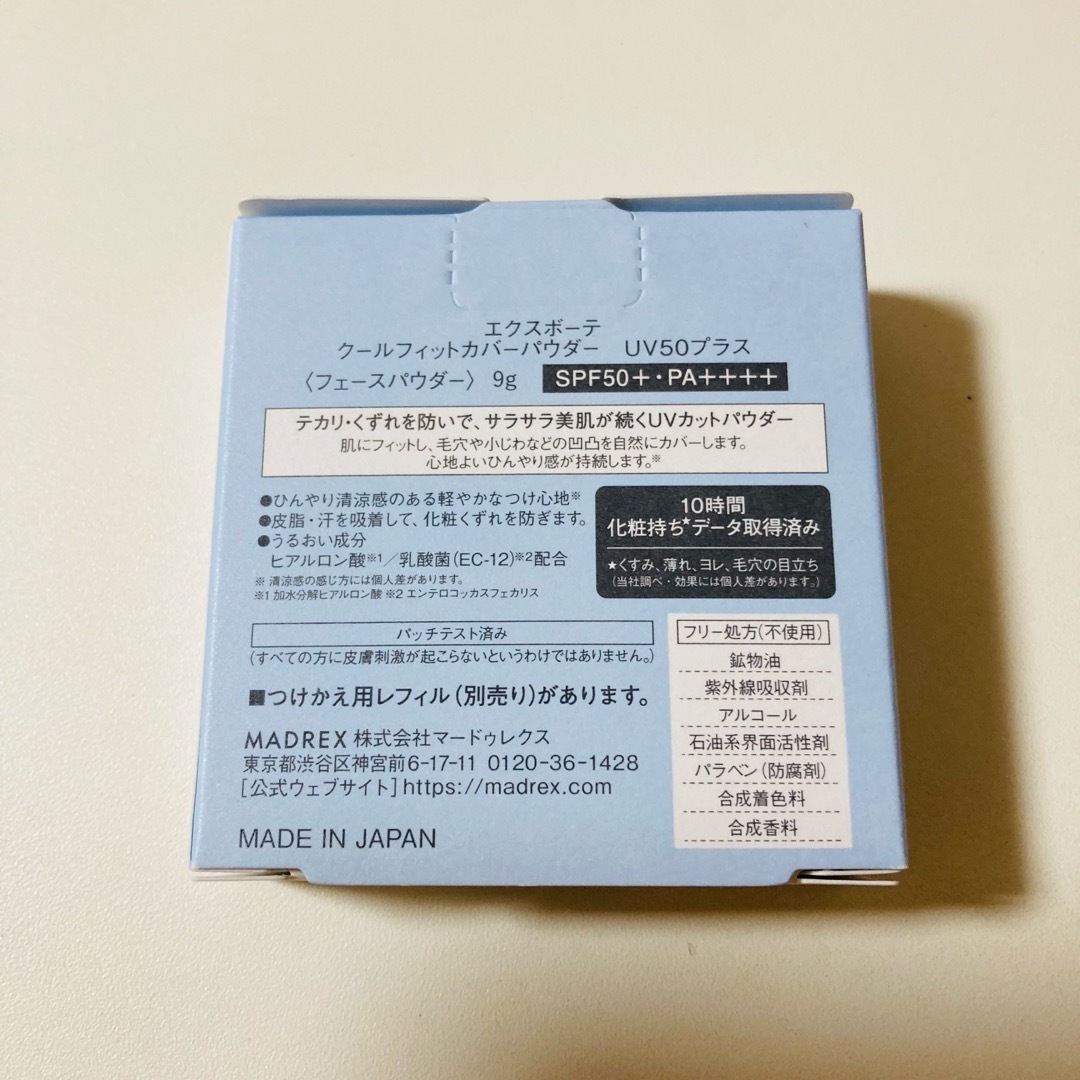 エクスボーテ
クールフィットカバーパウダー UV50プラス
〈フェースパウダー〉 9g SPF50+・PA++++
テカリ・くずれを防いで、サラサラ美肌が続くUVカットパウダー
肌にフィットし、毛穴や小じわなどの凹凸を自然にカバーします。
心地よいひんやり感が持続します。※
●ひんやり清涼感のある軽やかなつけ心地※
●皮脂・汗を吸着して、化粧くずれを防ぎます。
●うるおい成分
ヒアルロン酸※1／乳酸菌(EC-12)※2配合
※ 清涼感の感じ方には個人差があります。
※1 加水分解ヒアルロン酸 ※2 エンテロコッカスフェカリス
10時間
化粧持ち★データ取得済み
★くすみ、薄れ、ヨレ、毛穴の目立ち
(当社調べ・効果には個人差があります。)
パッチテスト済み
(すべての方に皮膚刺激が起こらないというわけではありません。)
■つけかえ用レフィル(別売り)があります。
MADREX 株式会社マードゥレクス
東京都渋谷区神宮前6-17-11 0120-36-1428
[公式ウェブサイト]https://madrex.com
MADE IN JAPAN
フリー処方(不使用)
鉱物油
紫外線吸収剤
アルコール
石油系界面活性剤
パラベン(防腐剤)
合成着色料
合成香料